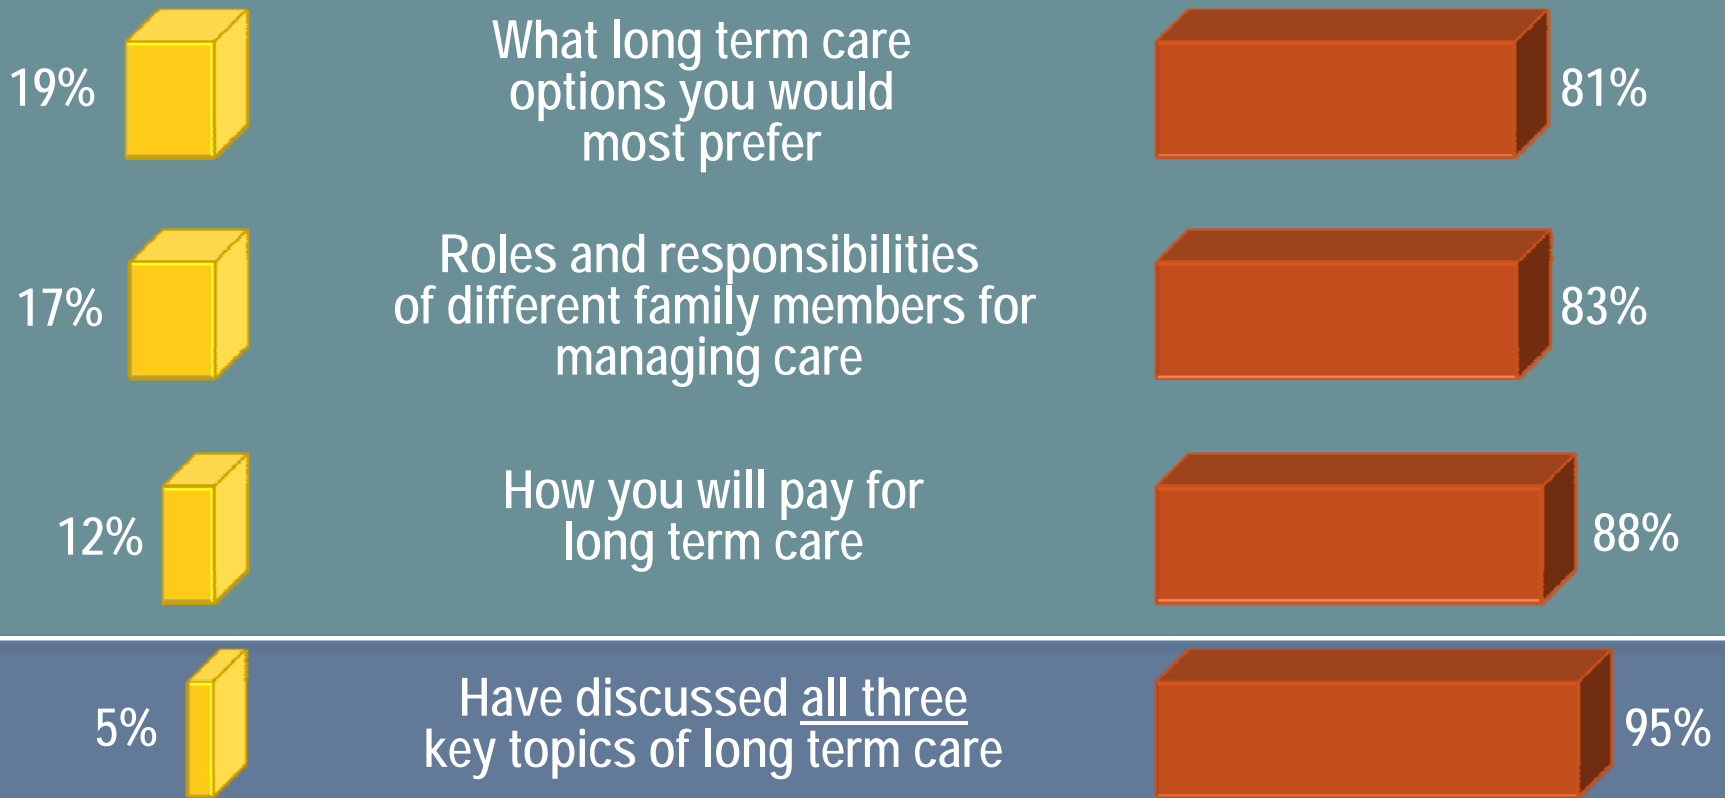 19%
What long term care
options you would
most prefer
81%
17%
Roles and responsibilities
of different family members for
managing care
83%
12%
How you will pay for
long term care
88%
5%
Have discussed all three
key topics of long term care
95%